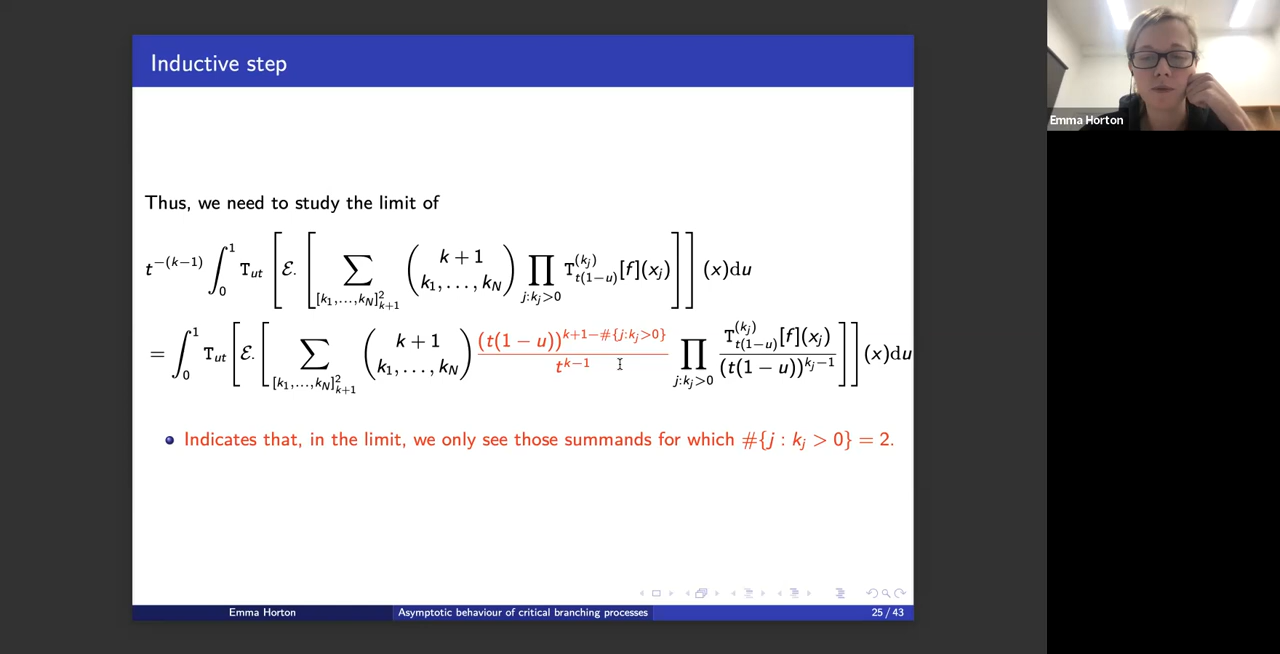 Inductive step
Emma Horton
Thus, we need to study the limit of
t^{-(k-1)} ∫_0^1 T_{ut} [ ℰ. [ ∑_{[k_1,...,k_N]^2_{k+1}} \binom{k+1}{k_1,...,k_N} ∏_{j:k_j>0} T^{(k_j)}_{t(1-u)}[f](x_j) ] ] (x)du
= ∫_0^1 T_{ut} [ ℰ. [ ∑_{[k_1,...,k_N]^2_{k+1}} \binom{k+1}{k_1,...,k_N} \frac{(t(1-u))^{k+1-#{j:k_j>0}}}{t^{k-1}} ∏_{j:k_j>0} \frac{T^{(k_j)}_{t(1-u)}[f](x_j)}{(t(1-u))^{k_j-1}} ] ] (x)du
Indicates that, in the limit, we only see those summands for which #{j : k_j > 0} = 2.
Emma Horton Asymptotic behaviour of critical branching processes 25 / 43